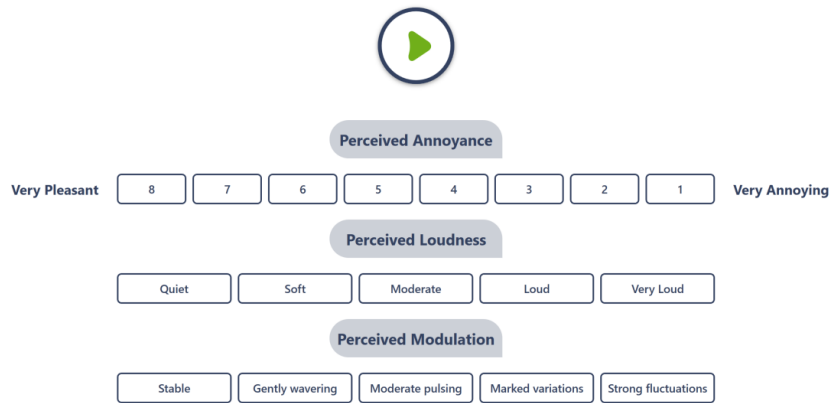 Perceived Annoyance
Very Pleasant 8 7 6 5 4 3 2 1 Very Annoying
Perceived Loudness
Quiet Soft Moderate Loud Very Loud
Perceived Modulation
Stable Gently wavering Moderate pulsing Marked variations Strong fluctuations